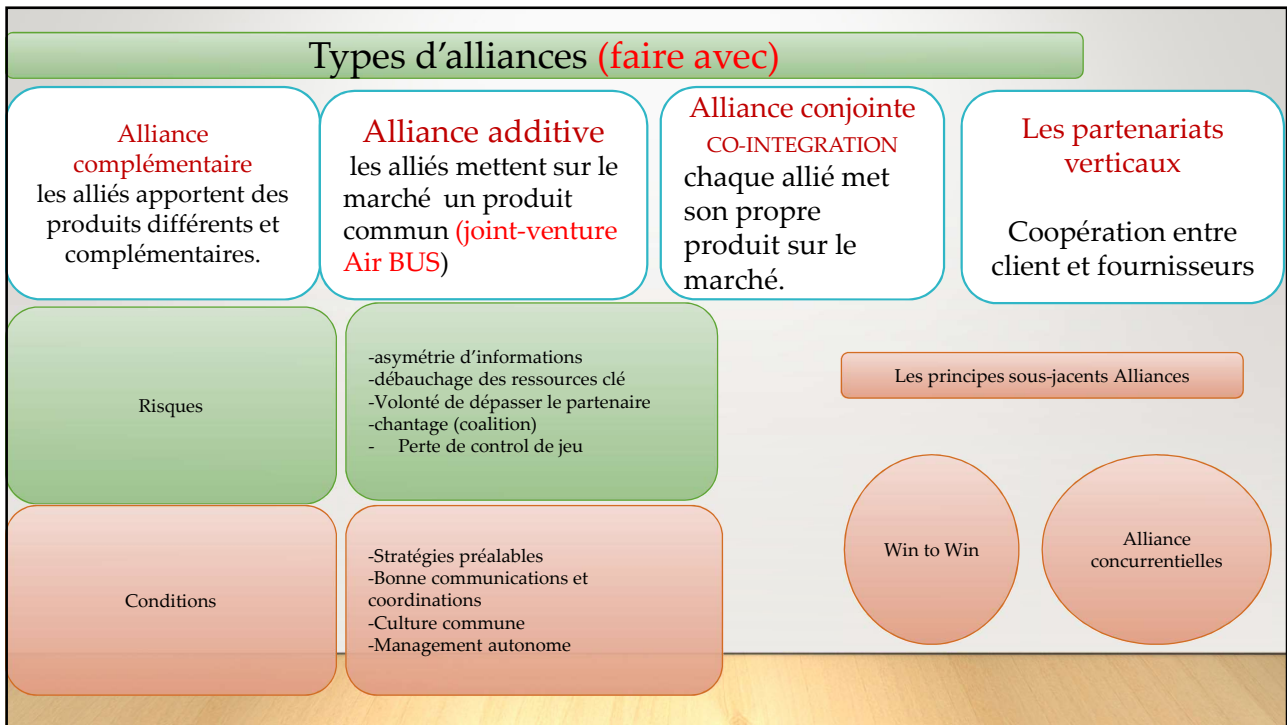 Types d’alliances (faire avec)
Alliance
complémentaire
les alliés apportent des
produits différents et
complémentaires.
Alliance additive
les alliés mettent sur le
marché un produit
commun (joint-venture
Air BUS)
Alliance conjointe
CO-INTEGRATION
chaque allié met
son propre
produit sur le
marché.
Les partenariats
verticaux
Coopération entre
client et fournisseurs
Risques
-asymétrie d’informations
-débauchage des ressources clé
-Volonté de dépasser le partenaire
-chantage (coalition)
- Perte de control de jeu
Conditions
-Stratégies préalables
-Bonne communications et
coordinations
-Culture commune
-Management autonome
Les principes sous-jacents Alliances
Win to Win
Alliance
concurrentielles